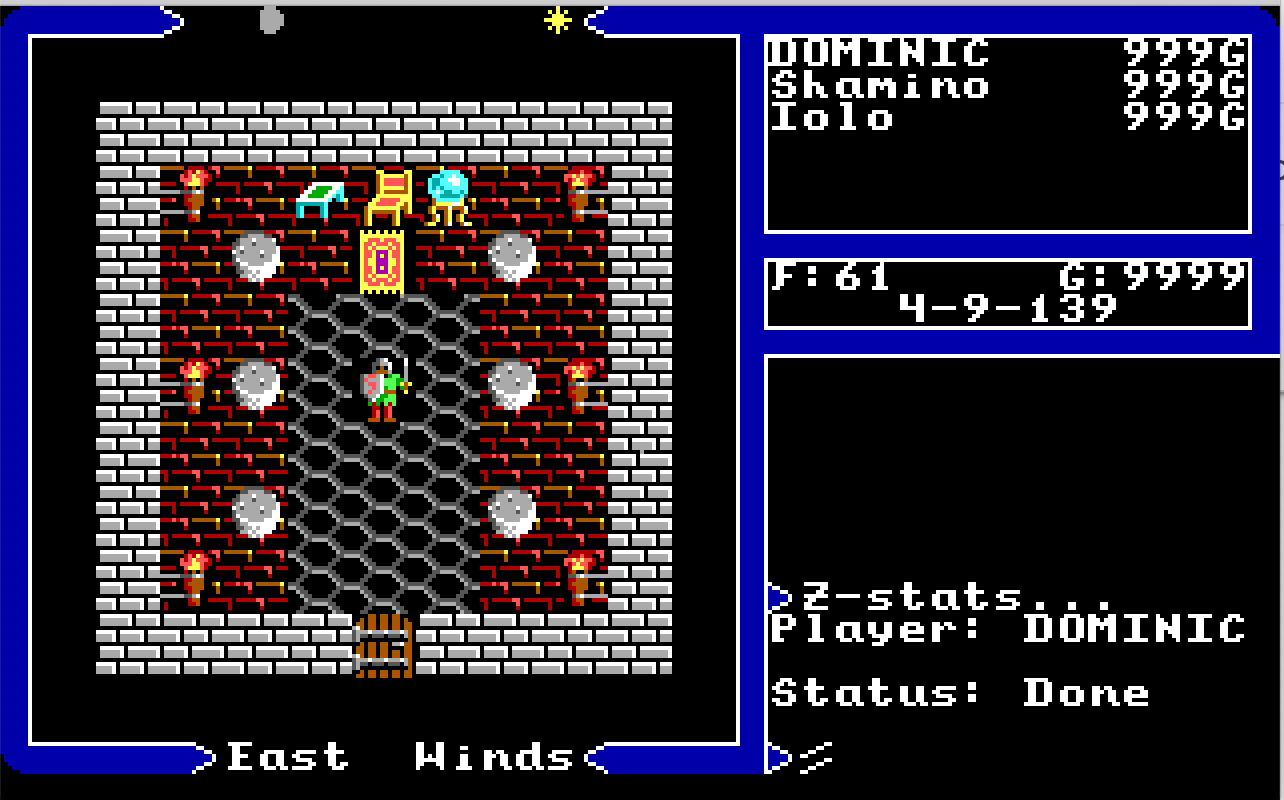 DOMINIC 999G
Shamino 999G
Iolo 999G
F:61 G:9999
4-9-139
Z-stats...
Player: DOMINIC
Status: Done
East Winds